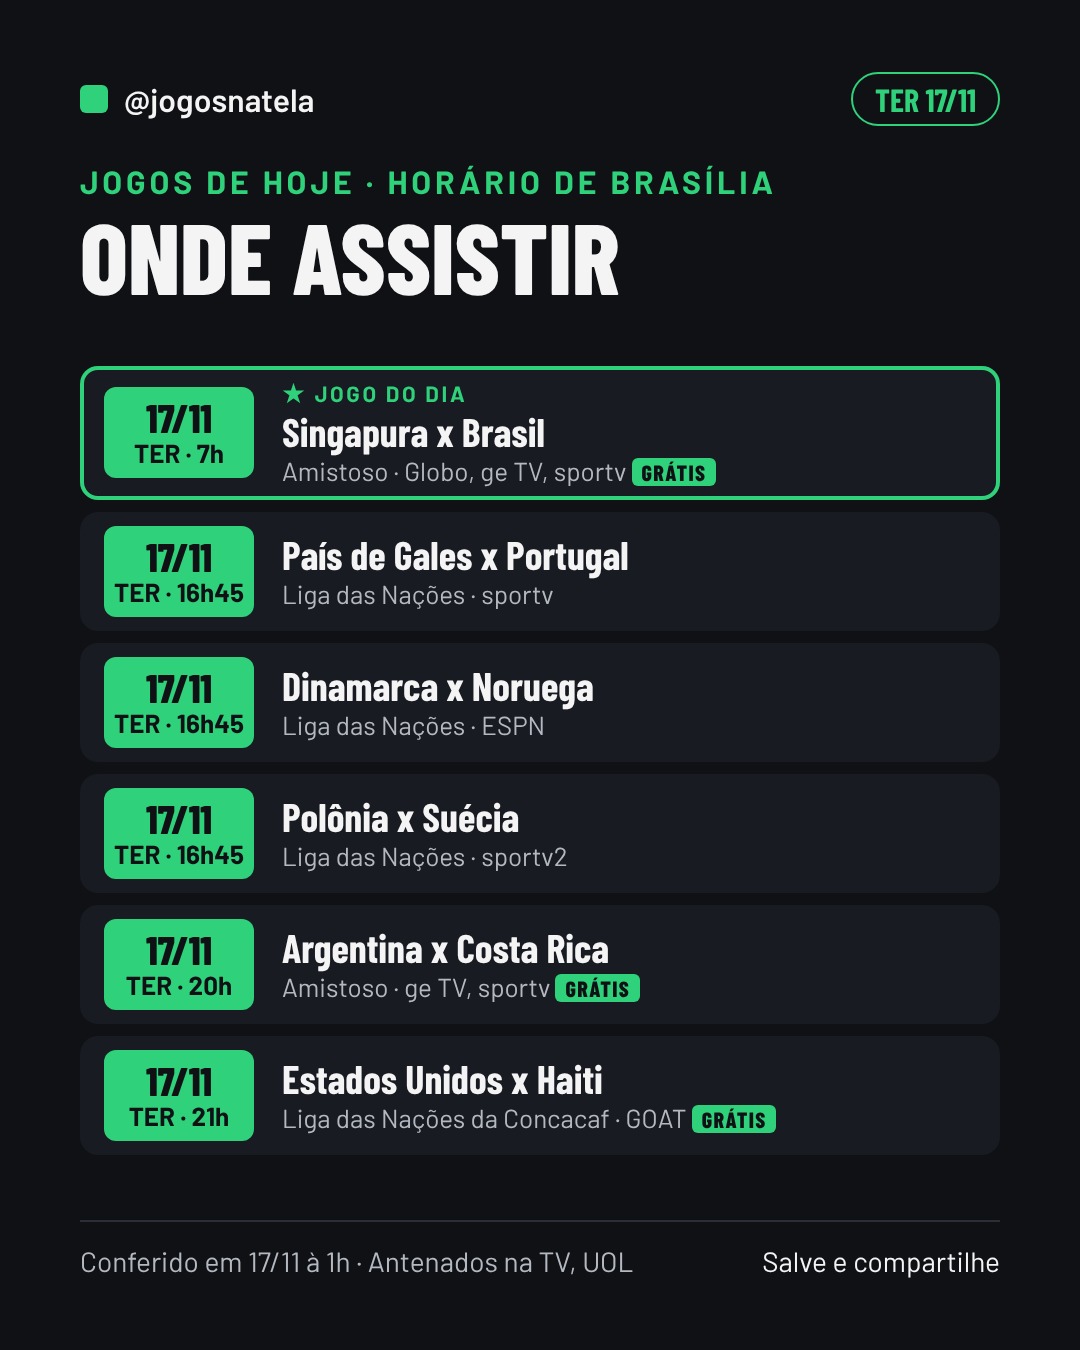 @jogosnatela
TER 17/11
JOGOS DE HOJE · HORÁRIO DE BRASÍLIA
ONDE ASSISTIR
17/11
TER · 7h
★ JOGO DO DIA
Singapura x Brasil
Amistoso · Globo, ge TV, sportv GRÁTIS
17/11
TER · 16h45
País de Gales x Portugal
Liga das Nações · sportv
17/11
TER · 16h45
Dinamarca x Noruega
Liga das Nações · ESPN
17/11
TER · 16h45
Polônia x Suécia
Liga das Nações · sportv2
17/11
TER · 20h
Argentina x Costa Rica
Amistoso · ge TV, sportv GRÁTIS
17/11
TER · 21h
Estados Unidos x Haiti
Liga das Nações da Concacaf · GOAT GRÁTIS
Conferido em 17/11 à 1h · Antenados na TV, UOL
Salve e compartilhe